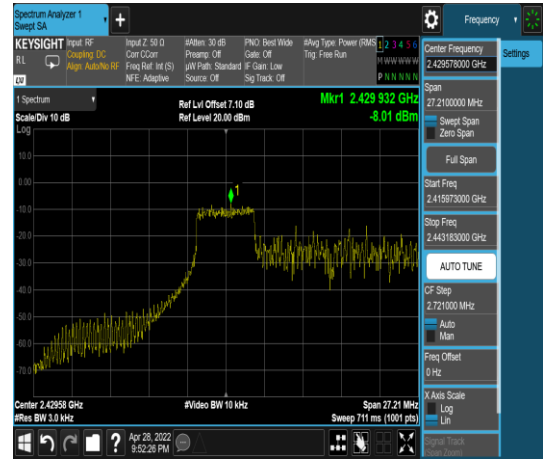 Spectrum Analyzer 1
Swept SA
+
Frequency
KEYSIGHT
RL
LXI
Input: RF
Coupling: DC
Align: Auto/No RF
Input Z: 50 Ω
Corr CCorr
Freq Ref: Int (S)
NFE: Adaptive
#Atten: 30 dB
Preamp: Off
µW Path: Standard
Source: Off
PNO: Best Wide
Gate: Off
IF Gain: Low
Sig Track: Off
#Avg Type: Power (RMS
Trig: Free Run
1 2 3 4 5 6
M W W W W W
P N N N N N
1 Spectrum
Scale/Div 10 dB
Ref Lvl Offset 7.10 dB
Ref Level 20.00 dBm
Mkr1 2.429 932 GHz
-8.01 dBm
Log
10.0
0.00
-10.0
-20.0
-30.0
-40.0
-50.0
-60.0
-70.0
1
Center 2.42958 GHz
#Res BW 3.0 kHz
#Video BW 10 kHz
Span 27.21 MHz
Sweep 711 ms (1001 pts)
?
Apr 28, 2022
9:52:26 PM
Center Frequency
2.429578000 GHz
Span
27.2100000 MHz
Swept Span
Zero Span
Full Span
Start Freq
2.415973000 GHz
Stop Freq
2.443183000 GHz
AUTO TUNE
CF Step
2.721000 MHz
Auto
Man
Freq Offset
0 Hz
X Axis Scale
Log
Lin
Signal Track
(Span Zoom)
Settings